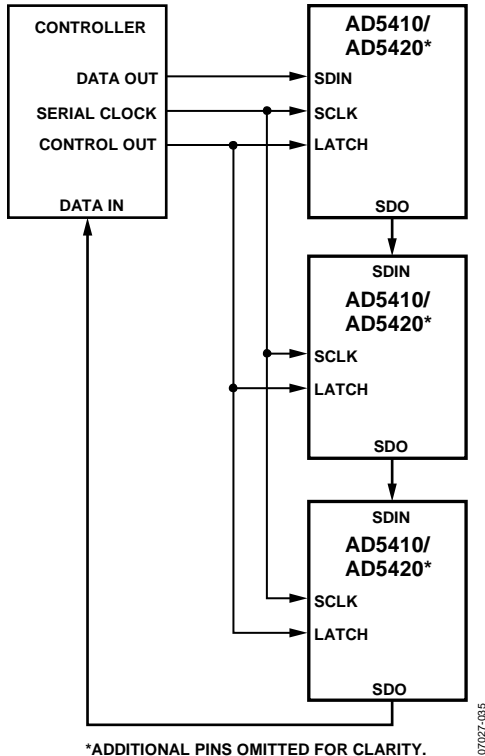 CONTROLLER
DATA OUT
SERIAL CLOCK
CONTROL OUT
DATA IN
AD5410/
AD5420*
SDIN
SCLK
LATCH
SDO
SDIN
AD5410/
AD5420*
SCLK
LATCH
SDO
SDIN
AD5410/
AD5420*
SCLK
LATCH
SDO
*ADDITIONAL PINS OMITTED FOR CLARITY.
07027-035